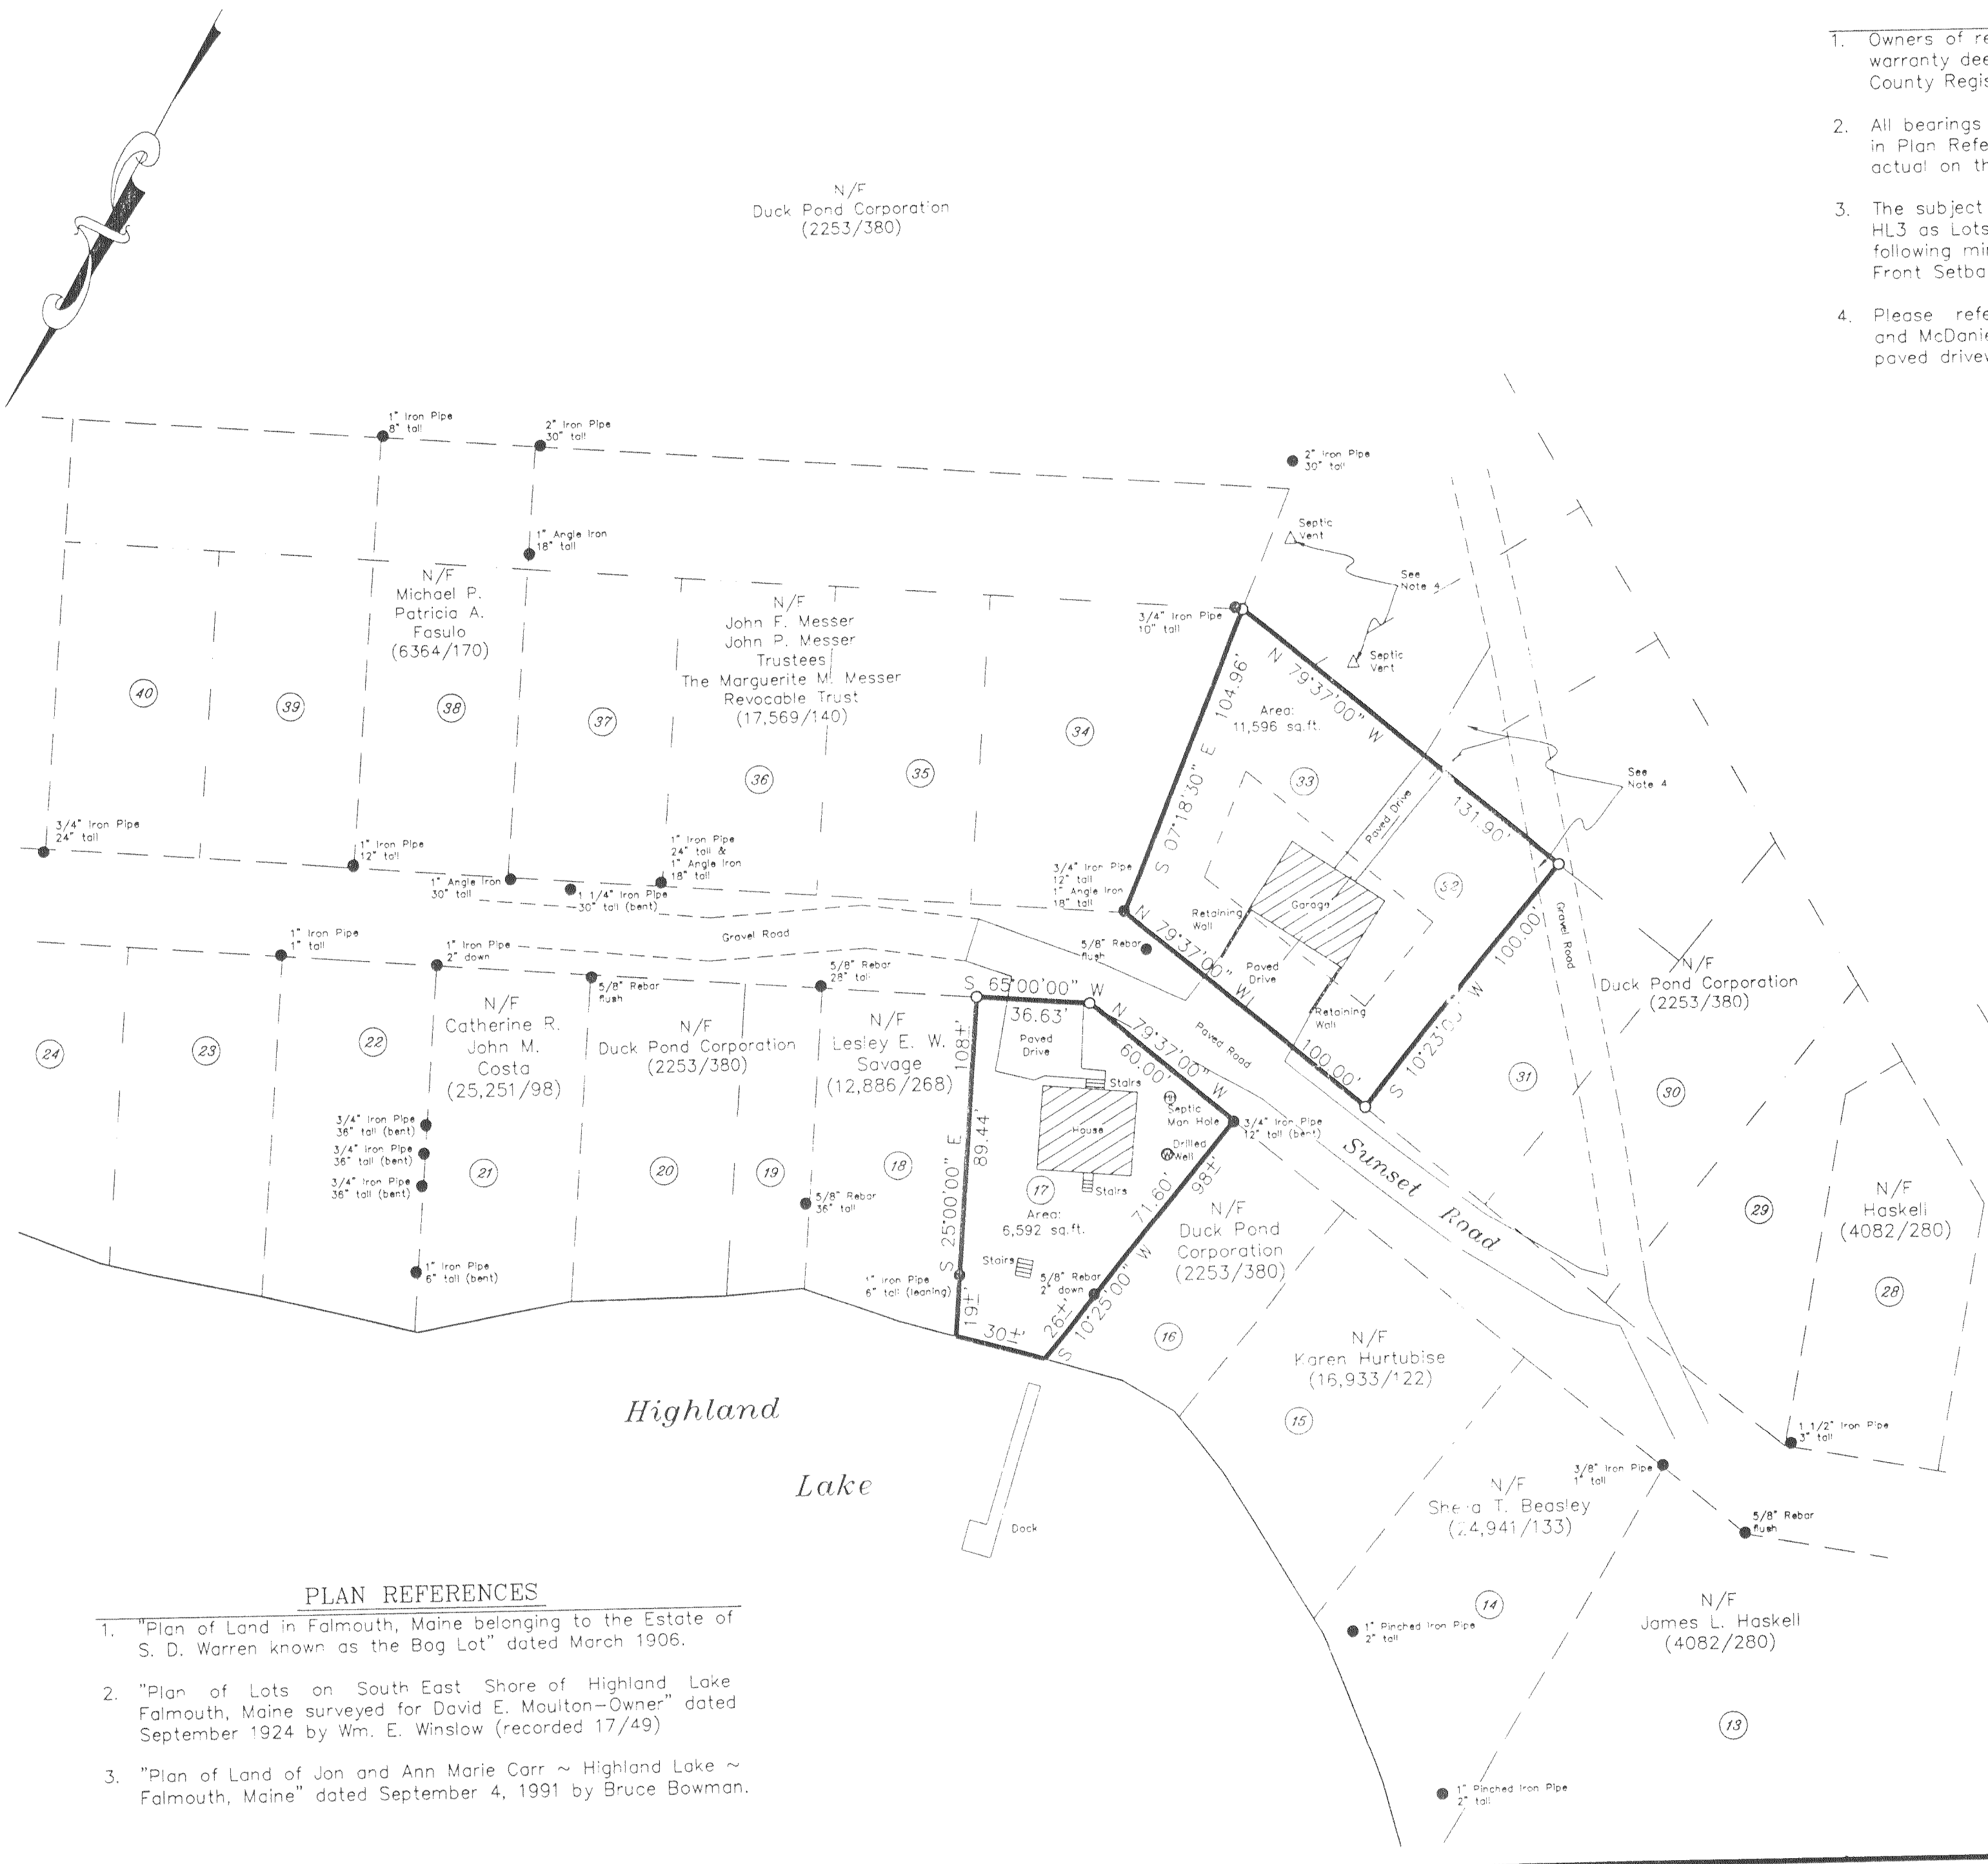 1. Owners of re
warranty dee
County Regis
2. All bearings
in Plan Refe
actual on th
3. The subject
HL3 as Lots
following mi
Front Setba
4. Please refe
and McDanie
paved drivew
N/F
Duck Pond Corporation
(2253/380)
1" Iron Pipe
8" tall
2" Iron Pipe
30" tall
2" Iron Pipe
30" tall
1" Angle Iron
18" tall
Septic
Vent
See
Note 4
Septic
Vent
3/4" Iron Pipe
10" tall
N/F
Michael P.
Patricia A.
Fasulo
(6364/170)
N/F
John F. Messer
John P. Messer
Trustees
The Marguerite M. Messer
Revocable Trust
(17,569/140)
40
39
38
37
36
35
34
33
32
N 79°37'00" W
131.90'
S 07°18'30" E
104.96'
Area:
11,596 sq.ft.
Paved Drive
See
Note 4
Garage
Retaining
Wall
Paved
Drive
Retaining
Wall
3/4" Iron Pipe
24" tall
1" Iron Pipe
12" tall
1" Angle Iron
30" tall
1 1/4" Iron Pipe
30" tall (bent)
1" Iron Pipe
24" tall &
1" Angle Iron
18" tall
3/4" Iron Pipe
12" tall
1" Angle Iron
18" tall
5/8" Rebar
flush
N 79°37'00" W
100.00'
S 10°23'00" W
100.00'
Gravel Road
Gravel Road
N/F
Duck Pond Corporation
(2253/380)
1" Iron Pipe
1" tall
1" Iron Pipe
2" down
5/8" Rebar
flush
5/8" Rebar
28" tall
S 65°00'00" W
36.63'
N 79°37'00" W
60.00'
Paved Road
Sunset Road
24
23
22
N/F
Catherine R.
John M.
Costa
(25,251/98)
N/F
Duck Pond Corporation
(2253/380)
N/F
Lesley E. W.
Savage
(12,886/268)
108±'
89.44'
S 25°00'00" E
19±'
Paved
Drive
Stairs
House
Stairs
Septic
Man Hole
Drilled
Well
3/4" Iron Pipe
12" tall (bent)
3/4" Iron Pipe
36" tall (bent)
3/4" Iron Pipe
36" tall (bent)
3/4" Iron Pipe
36" tall (bent)
21
20
19
18
17
Area:
6,592 sq.ft.
Stairs
5/8" Rebar
36" tall
1" Iron Pipe
6" tall (bent)
1" Iron Pipe
6" tall (leaning)
5/8" Rebar
2" down
98±'
71.60'
S 10°25'00" W
26±'
30±'
N/F
Duck Pond
Corporation
(2253/380)
16
31
30
29
N/F
Haskell
(4082/280)
28
N/F
Karen Hurtubise
(16,933/122)
15
1 1/2" Iron Pipe
3" tall
3/8" Iron Pipe
1" tall
5/8" Rebar
flush
N/F
T. Beasley
(24,941/133)
14
1" Pinched Iron Pipe
2" tall
N/F
James L. Haskell
(4082/280)
13
1" Pinched Iron Pipe
2" tall
Highland
Lake
Dock
PLAN REFERENCES
1. "Plan of Land in Falmouth, Maine belonging to the Estate of
S. D. Warren known as the Bog Lot" dated March 1906.
2. "Plan of Lots on South East Shore of Highland Lake
Falmouth, Maine surveyed for David E. Moulton-Owner" dated
September 1924 by Wm. E. Winslow (recorded 17/49)
3. "Plan of Land of Jon and Ann Marie Carr ~ Highland Lake ~
Falmouth, Maine" dated September 4, 1991 by Bruce Bowman.